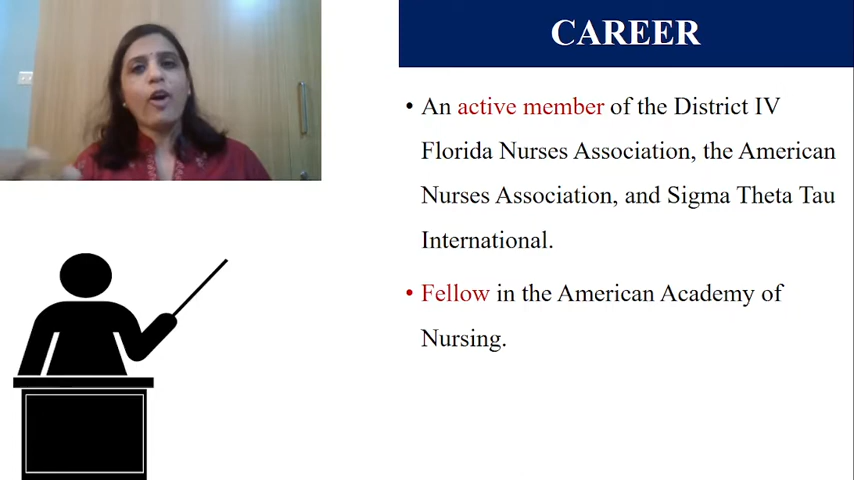 CAREER
• An active member of the District IV
Florida Nurses Association, the American
Nurses Association, and Sigma Theta Tau
International.
• Fellow in the American Academy of
Nursing.